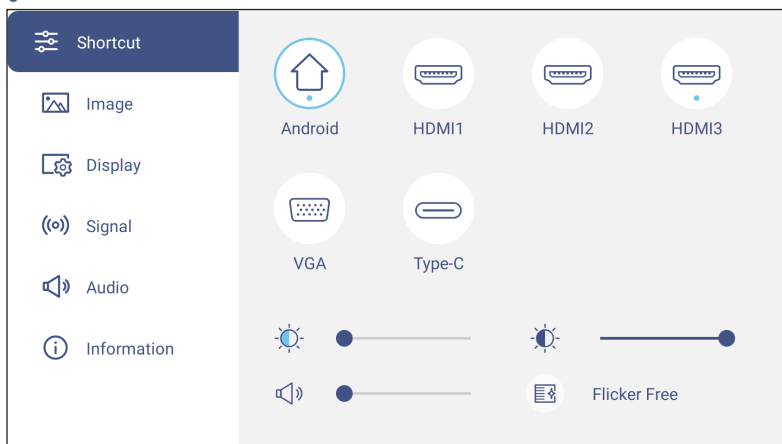 Shortcut
Image
Display
Signal
Audio
Information
Android HDMI1 HDMI2 HDMI3
VGA Type-C
Flicker Free